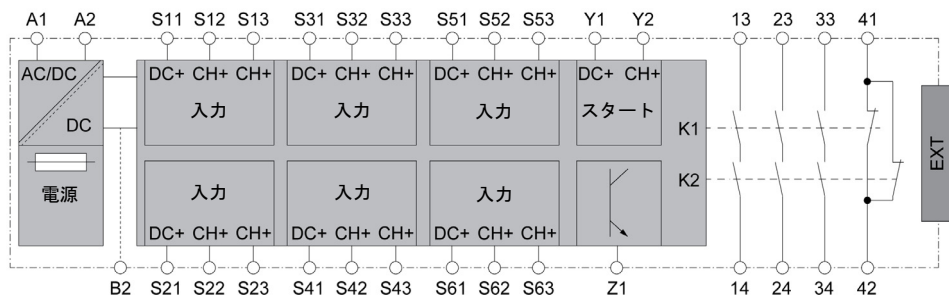 A1 A2 S11 S12 S13 S31 S32 S33 S51 S52 S53 Y1 Y2 13 23 33 41
AC/DC DC+ CH+ CH+ DC+ CH+ CH+ DC+ CH+ CH+ DC+ CH+
入力 入力 入力 スタート
DC K1
EXT
電源 入力 入力 入力 K2
DC+ CH+ CH+ DC+ CH+ CH+ DC+ CH+ CH+
B2 S21 S22 S23 S41 S42 S43 S61 S62 S63 Z1 14 24 34 42